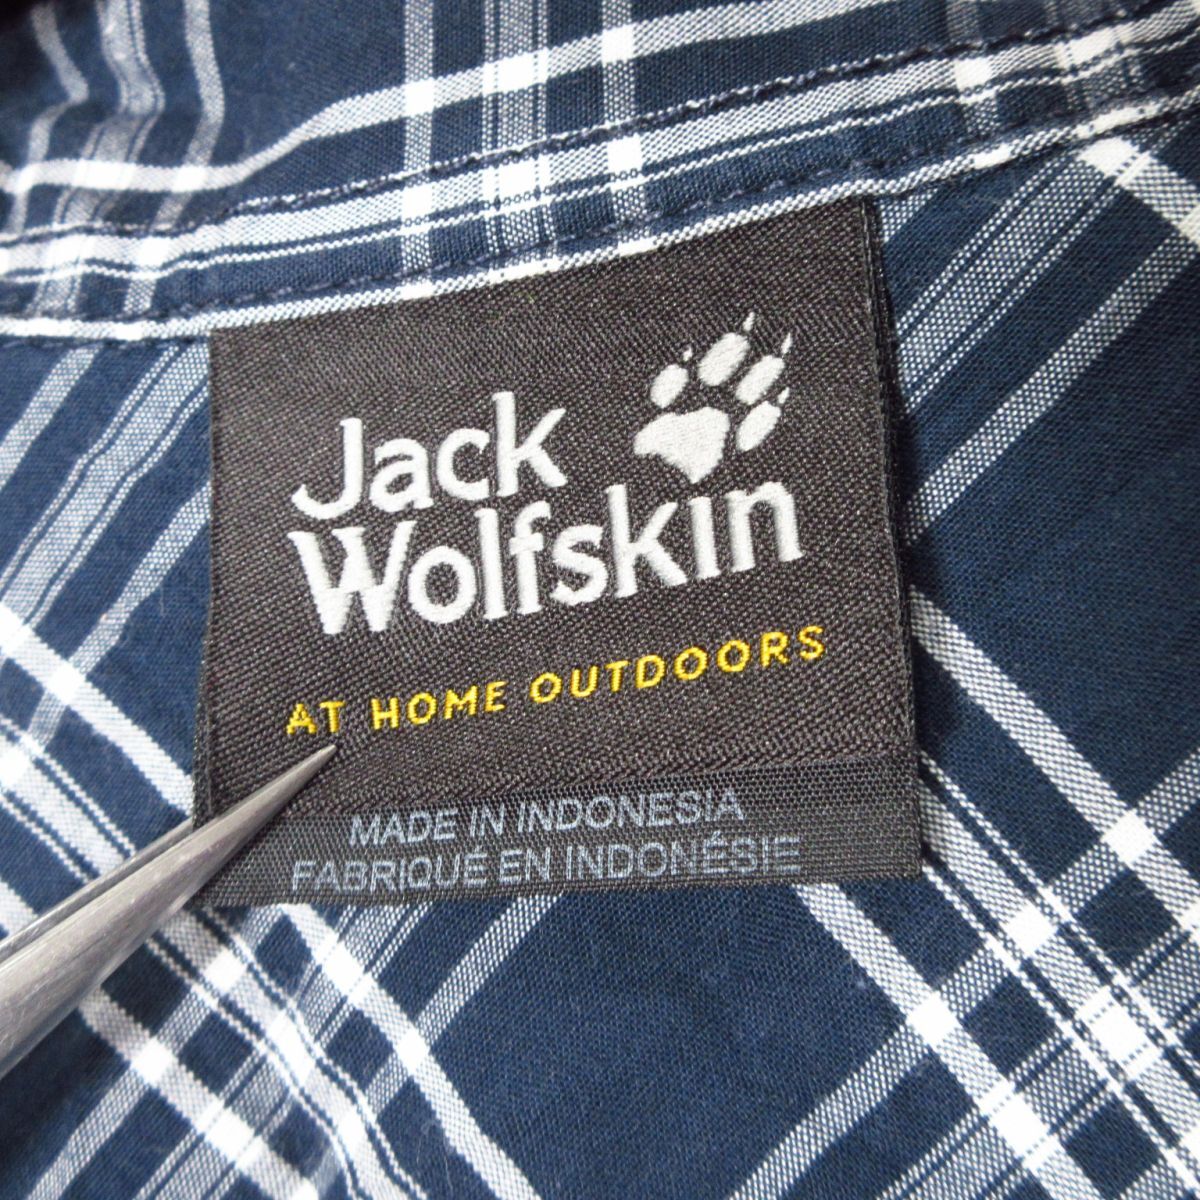 Jack
Wolfskin
AT HOME OUTDOORS
MADE IN INDONESIA
FABRIQUÉ EN INDONÉSIE